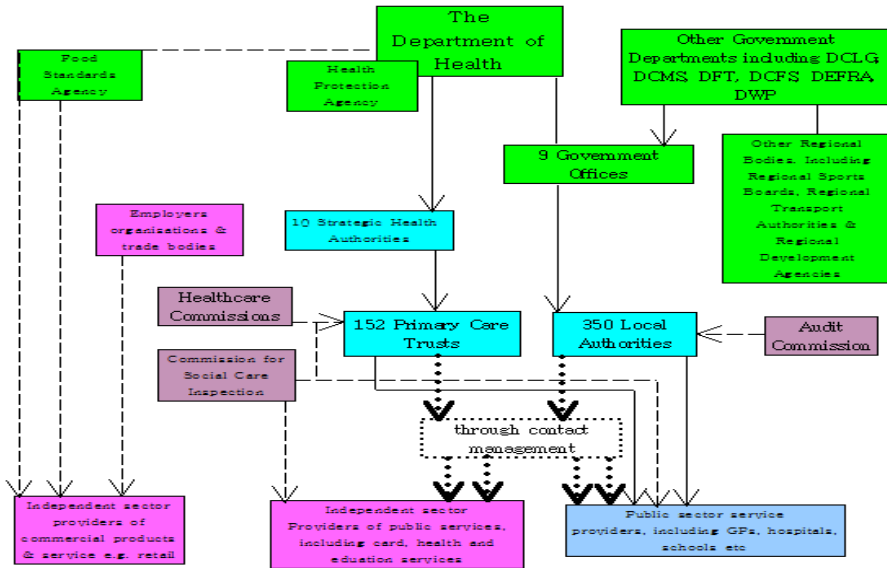 The
Department of
Health
Food
Standards
Agency
Health
Protection
Agency
Other Government
Departments including DCLG,
DCMS, DFT, DCFS, DEFRA,
DWP
9 Government
Offices
Other Regional
Bodies. Including
Regional Sports
Boards, Regional
Transport
Authorities &
Regional
Development
Agencies
Employers
organisations &
trade bodies
10 Strategic Health
Authorities
Healthcare
Commissions
152 Primary Care
Trusts
350 Local
Authorities
Audit
Commission
Commission for
Social Care
Inspection
through contact
management
Independent sector
providers of
commercial products
& service e.g. retail
Independent sector
Providers of public services,
including card, health and
eduation services
Public sector service
providers, including GPs, hospitals,
schools etc